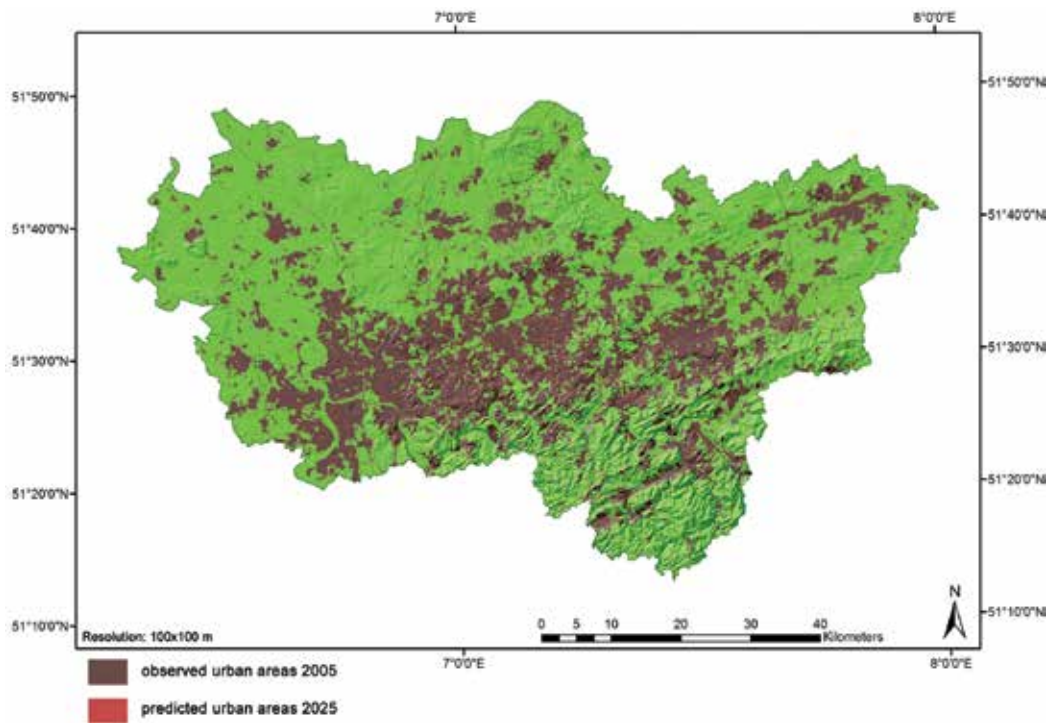 7°0'0"E 8°0'0"E
51°50'0"N 51°50'0"N
51°40'0"N 51°40'0"N
51°30'0"N 51°30'0"N
51°20'0"N 51°20'0"N
51°10'0"N 51°10'0"N
N
Resolution: 100x100 m
0 5 10 20 30 40
Kilometers
7°0'0"E 8°0'0"E
observed urban areas 2005
predicted urban areas 2025